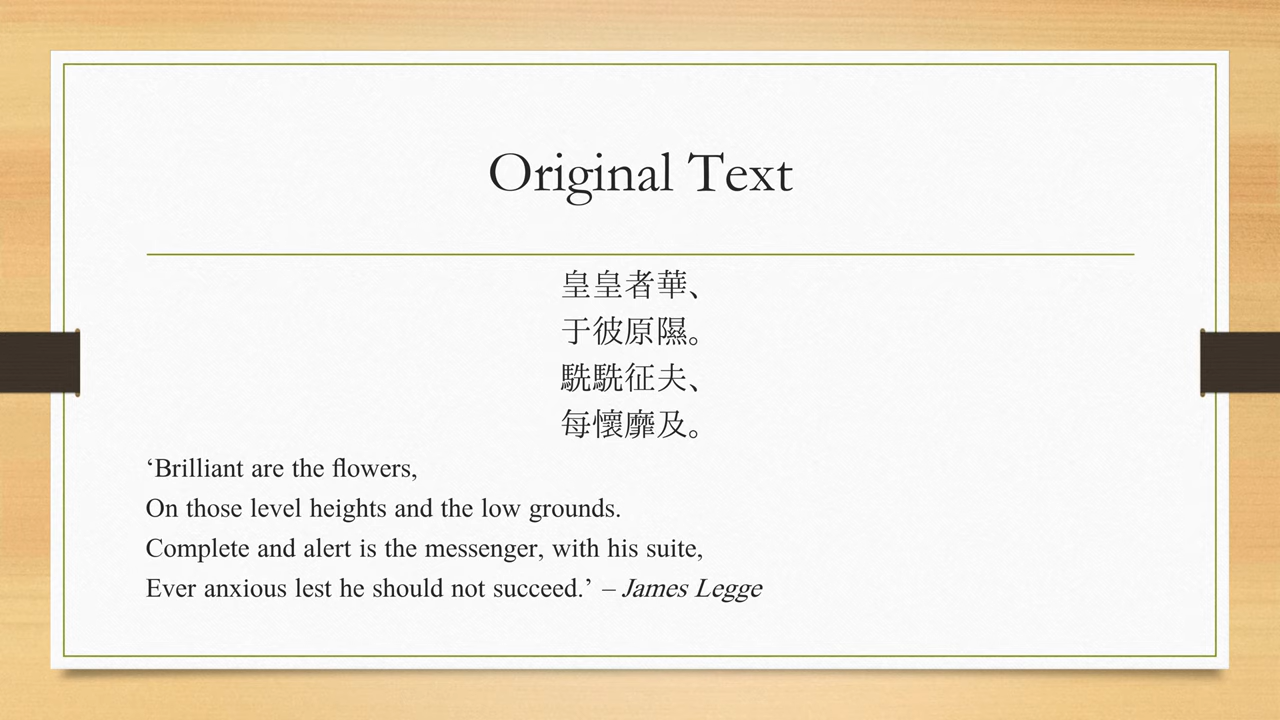 Original Text
皇皇者華、
于彼原隰。
駪駪征夫、
每懷靡及。
‘Brilliant are the flowers,
On those level heights and the low grounds.
Complete and alert is the messenger, with his suite,
Ever anxious lest he should not succeed.’ – James Legge